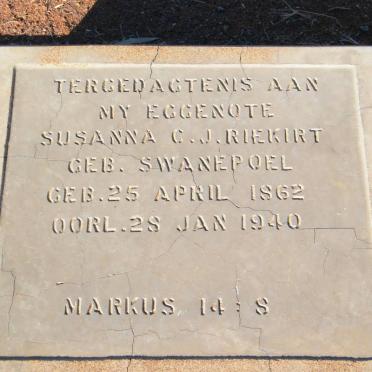 TERGEDAGTENIS AAN
MY EGGENOTE
SUSANNA C.J. RIEKIRT
GEB. SWANEPOEL
GEB. 25 APRIL 1862
OORL. 28 JAN 1940
MARKUS 14:8